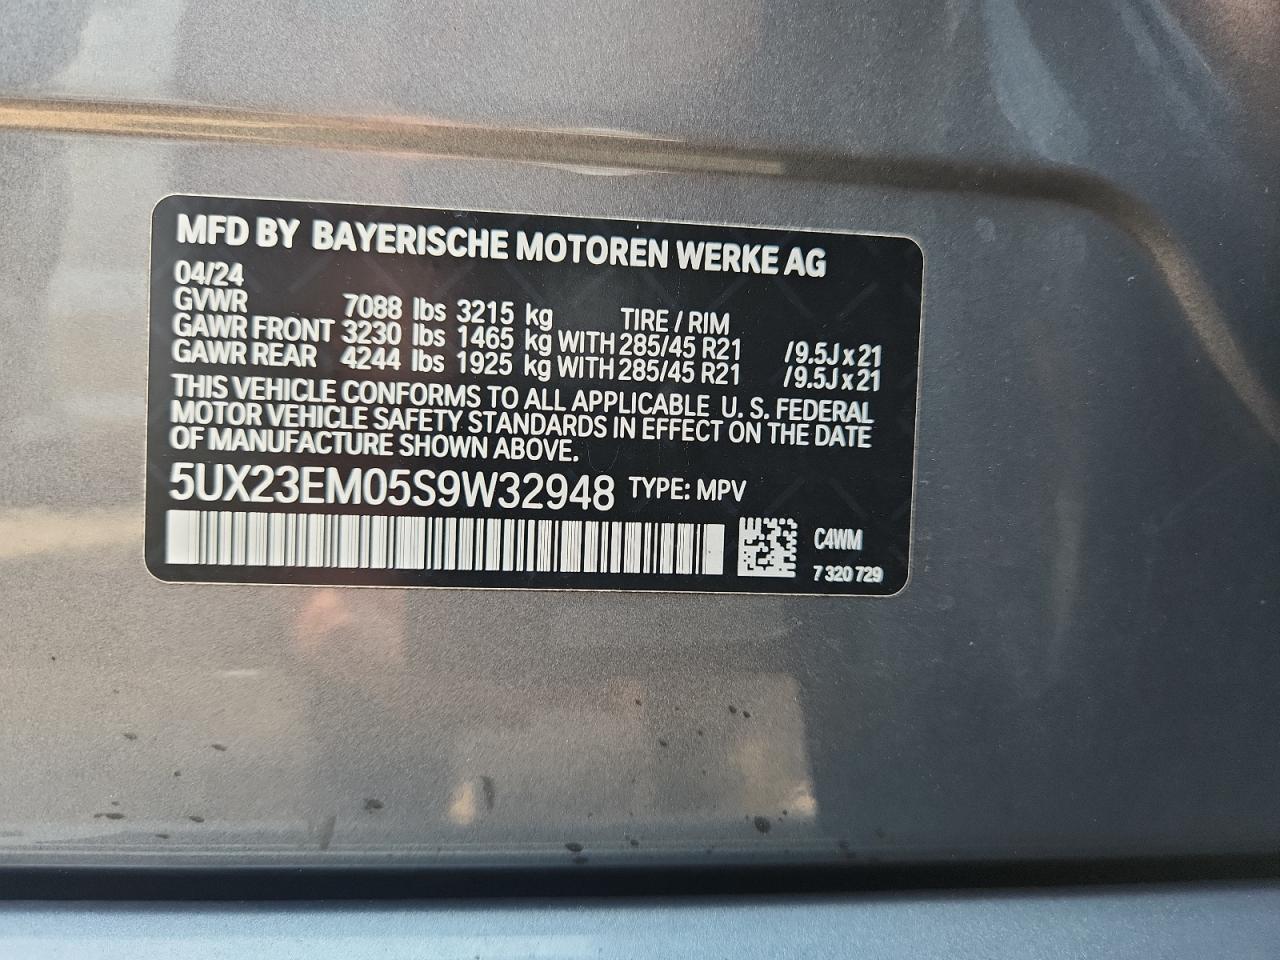 MFD BY BAYERISCHE MOTOREN WERKE AG
04/24
GVWR 7088 lbs 3215 kg TIRE / RIM
GAWR FRONT 3230 lbs 1465 kg WITH 285/45 R21 /9.5J x 21
GAWR REAR 4244 lbs 1925 kg WITH 285/45 R21 /9.5J x 21
THIS VEHICLE CONFORMS TO ALL APPLICABLE U. S. FEDERAL
MOTOR VEHICLE SAFETY STANDARDS IN EFFECT ON THE DATE
OF MANUFACTURE SHOWN ABOVE.
5UX23EM05S9W32948 TYPE: MPV
C4WM
7 320 729